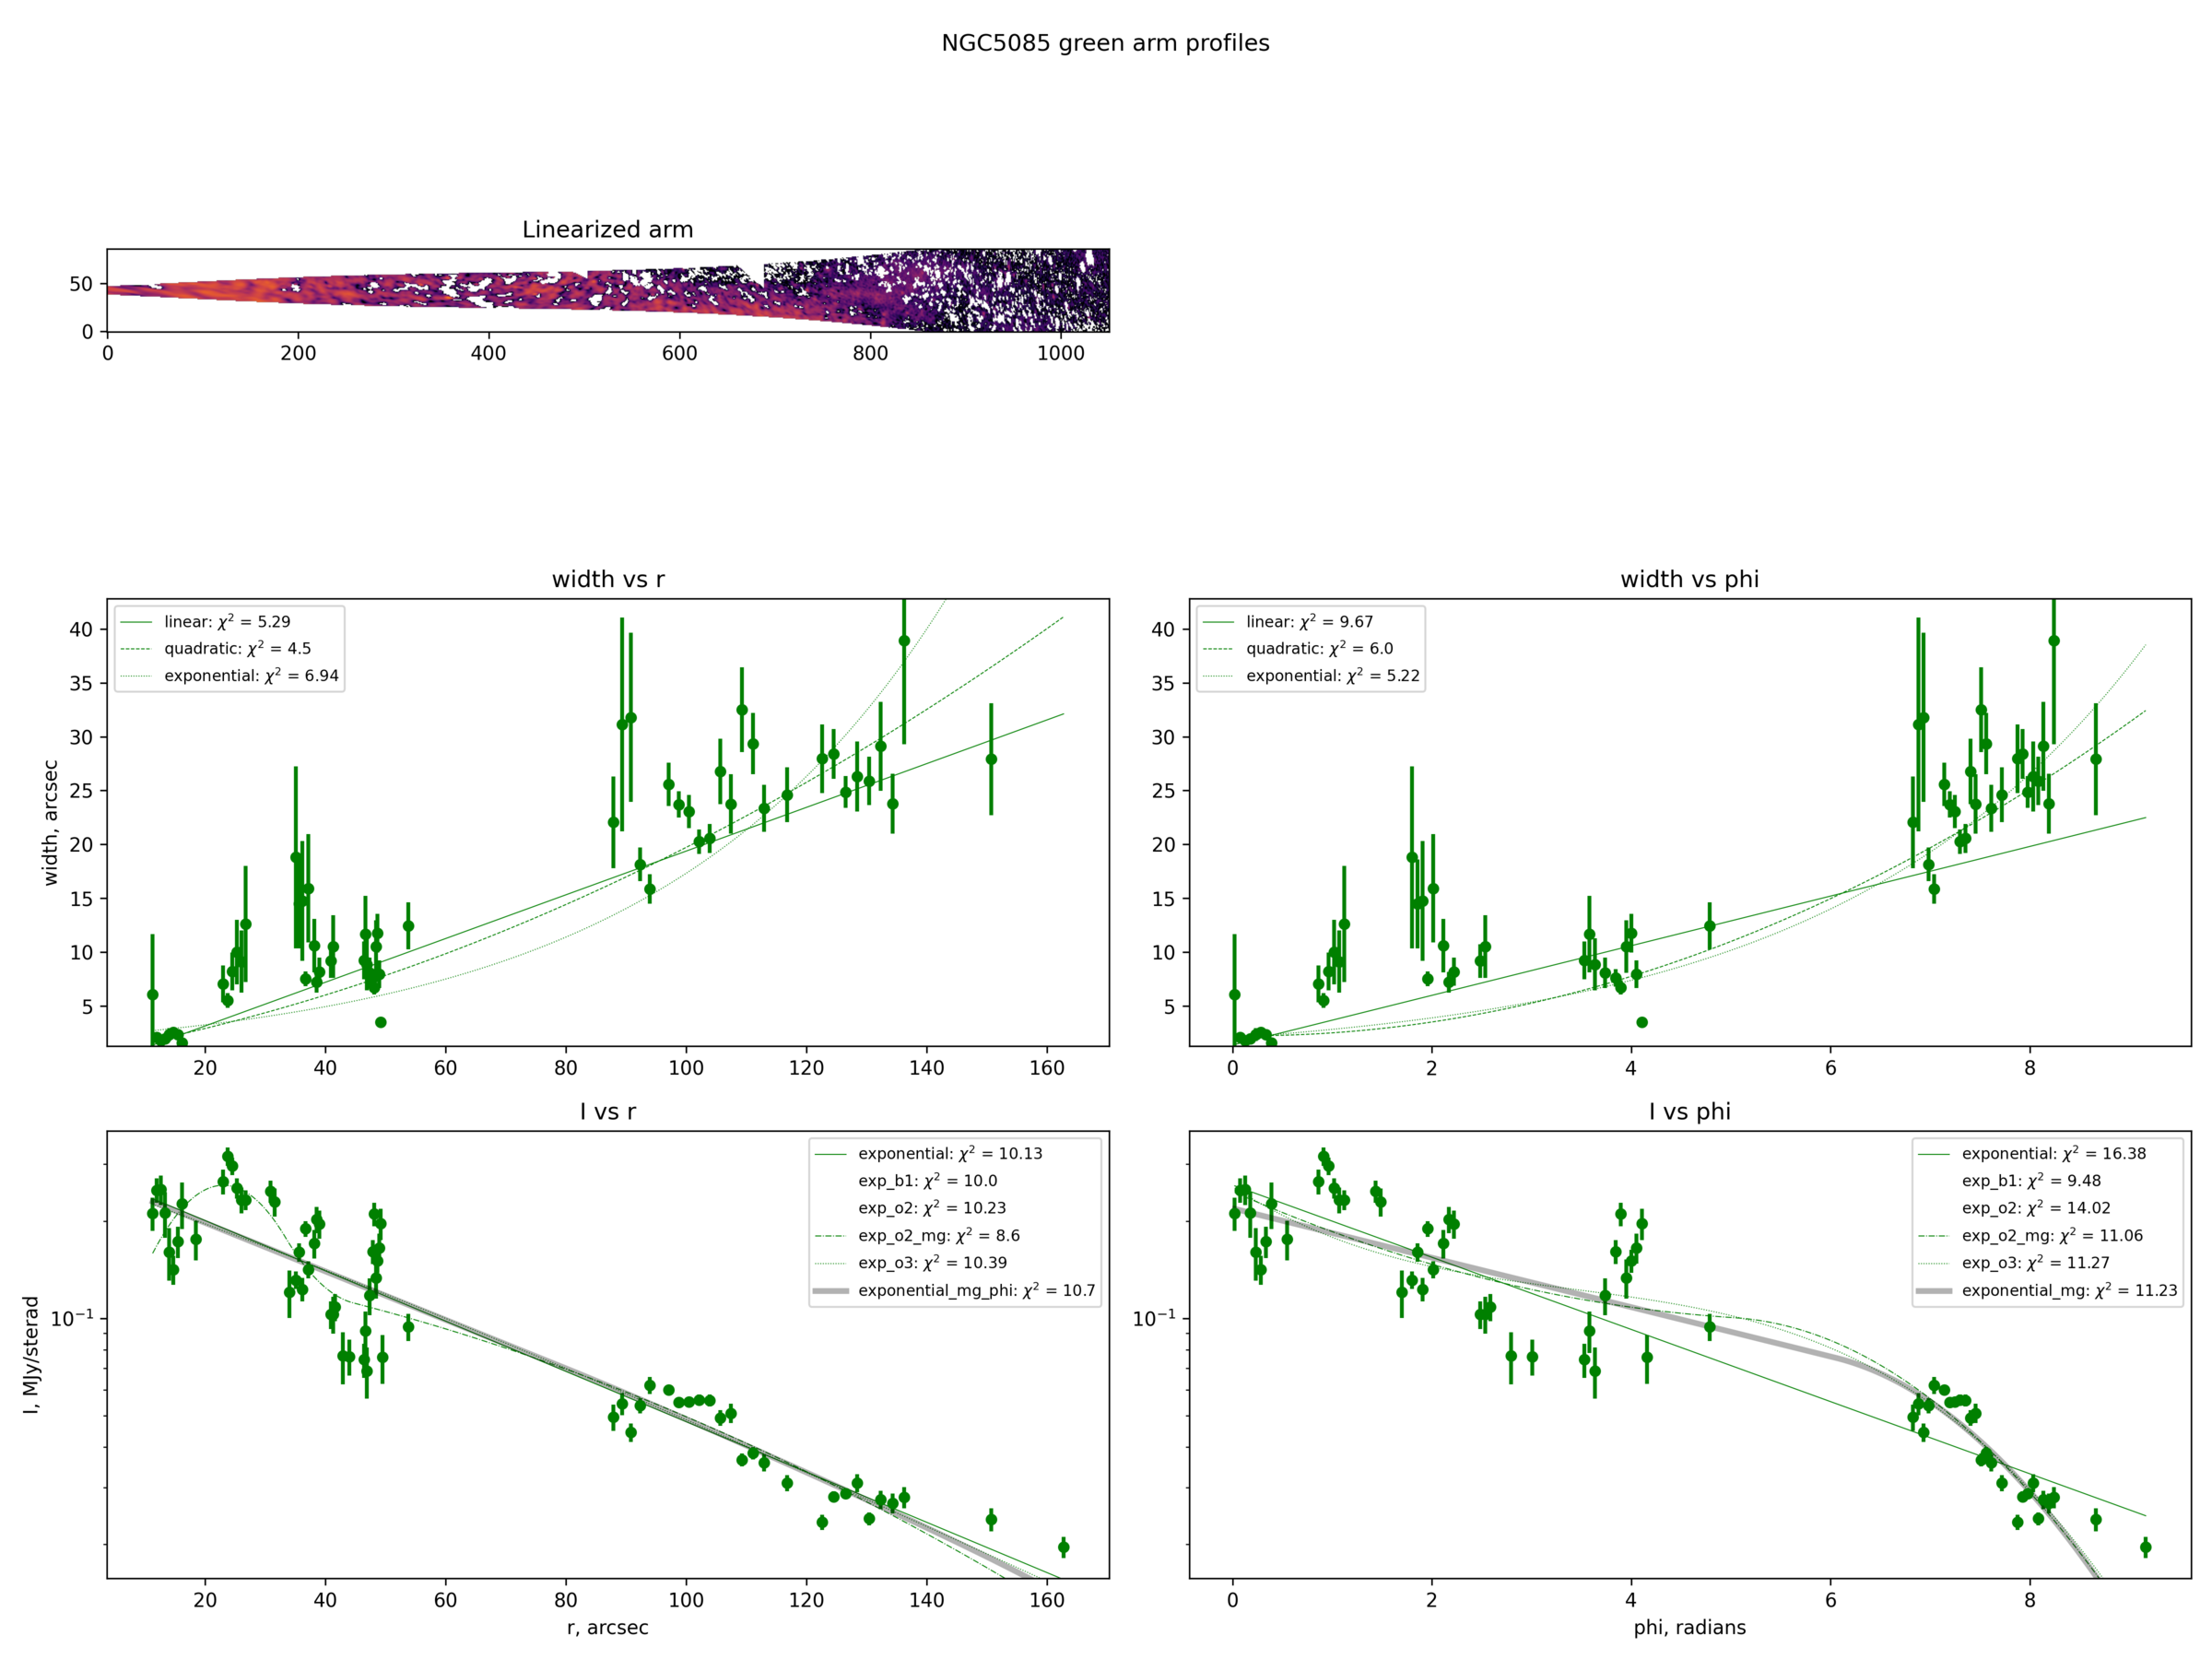 NGC5085 green arm profiles
Linearized arm
50
0
0 200 400 600 800 1000
width vs r
linear: χ² = 5.29
quadratic: χ² = 4.5
exponential: χ² = 6.94
40
35
30
25
20
15
10
5
width, arcsec
20 40 60 80 100 120 140 160
width vs phi
linear: χ² = 9.67
quadratic: χ² = 6.0
exponential: χ² = 5.22
40
35
30
25
20
15
10
5
0 2 4 6 8
I vs r
exponential: χ² = 10.13
exp_b1: χ² = 10.0
exp_o2: χ² = 10.23
exp_o2_mg: χ² = 8.6
exp_o3: χ² = 10.39
exponential_mg_phi: χ² = 10.7
10⁻¹
I, MJy/sterad
20 40 60 80 100 120 140 160
r, arcsec
I vs phi
exponential: χ² = 16.38
exp_b1: χ² = 9.48
exp_o2: χ² = 14.02
exp_o2_mg: χ² = 11.06
exp_o3: χ² = 11.27
exponential_mg: χ² = 11.23
10⁻¹
0 2 4 6 8
phi, radians